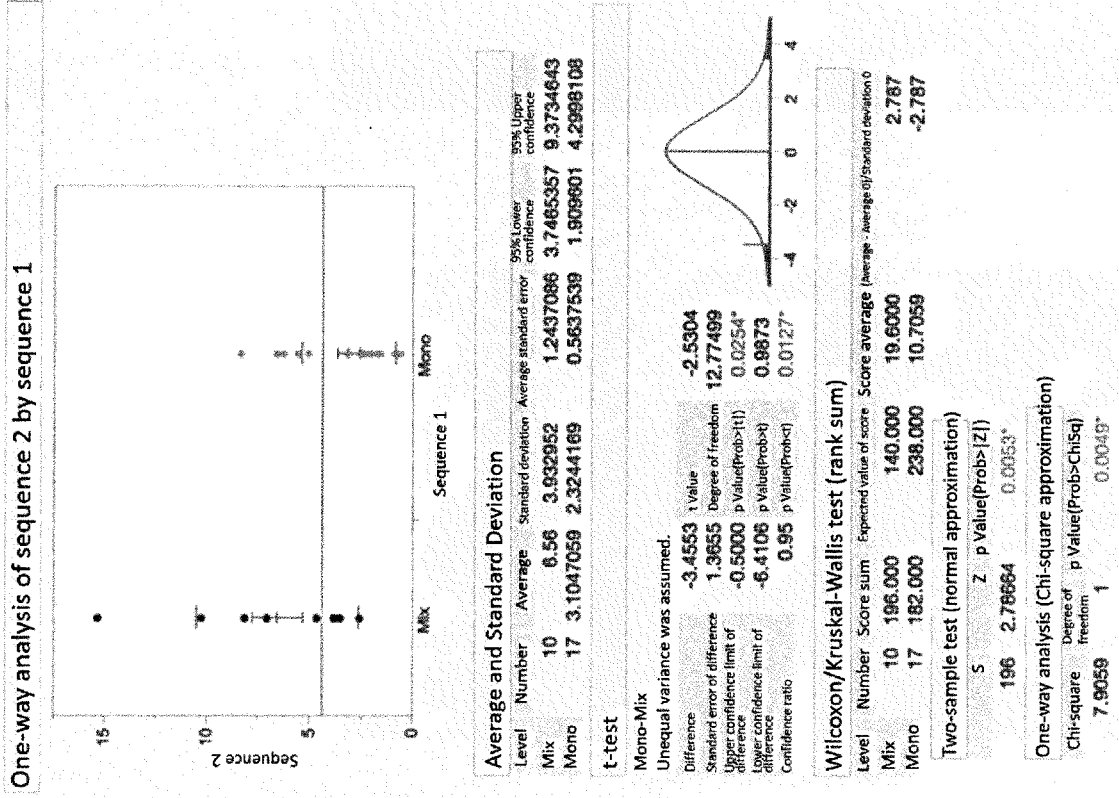 One-way analysis of sequence 2 by sequence 1
15
10
5
0
Sequence 2
Mix
Mono
Sequence 1
Average and Standard Deviation
Level Number Average Standard deviation Average standard error 95% Lower confidence 95% Upper confidence
Mix 10 6.56 3.932952 1.2437086 3.7465357 9.3734643
Mono 17 3.1047059 2.3244169 0.5637539 1.909601 4.2998108
t-test
Mono-Mix
Unequal variance was assumed.
Difference -3.4553 t Value -2.5304
Standard error of difference 1.3655 Degree of freedom 12.77499
Upper confidence limit of difference -0.5000 p Value(Prob>|t|) 0.0254*
Lower confidence limit of difference -6.4106 p Value(Prob>t) 0.9873
Confidence ratio 0.95 p Value(Prob<t) 0.0127*
-4 -2 0 2 4
Wilcoxon/Kruskal-Wallis test (rank sum)
Level Number Score sum Expected value of score Score average (Average - Average 0)/Standard deviation 0
Mix 10 196.000 140.000 19.6000 2.787
Mono 17 182.000 238.000 10.7059 -2.787
Two-sample test (normal approximation)
S Z p Value(Prob>|Z|)
196 2.78664 0.0053*
One-way analysis (Chi-square approximation)
Chi-square Degree of freedom p Value(Prob>ChiSq)
7.9059 1 0.0049*